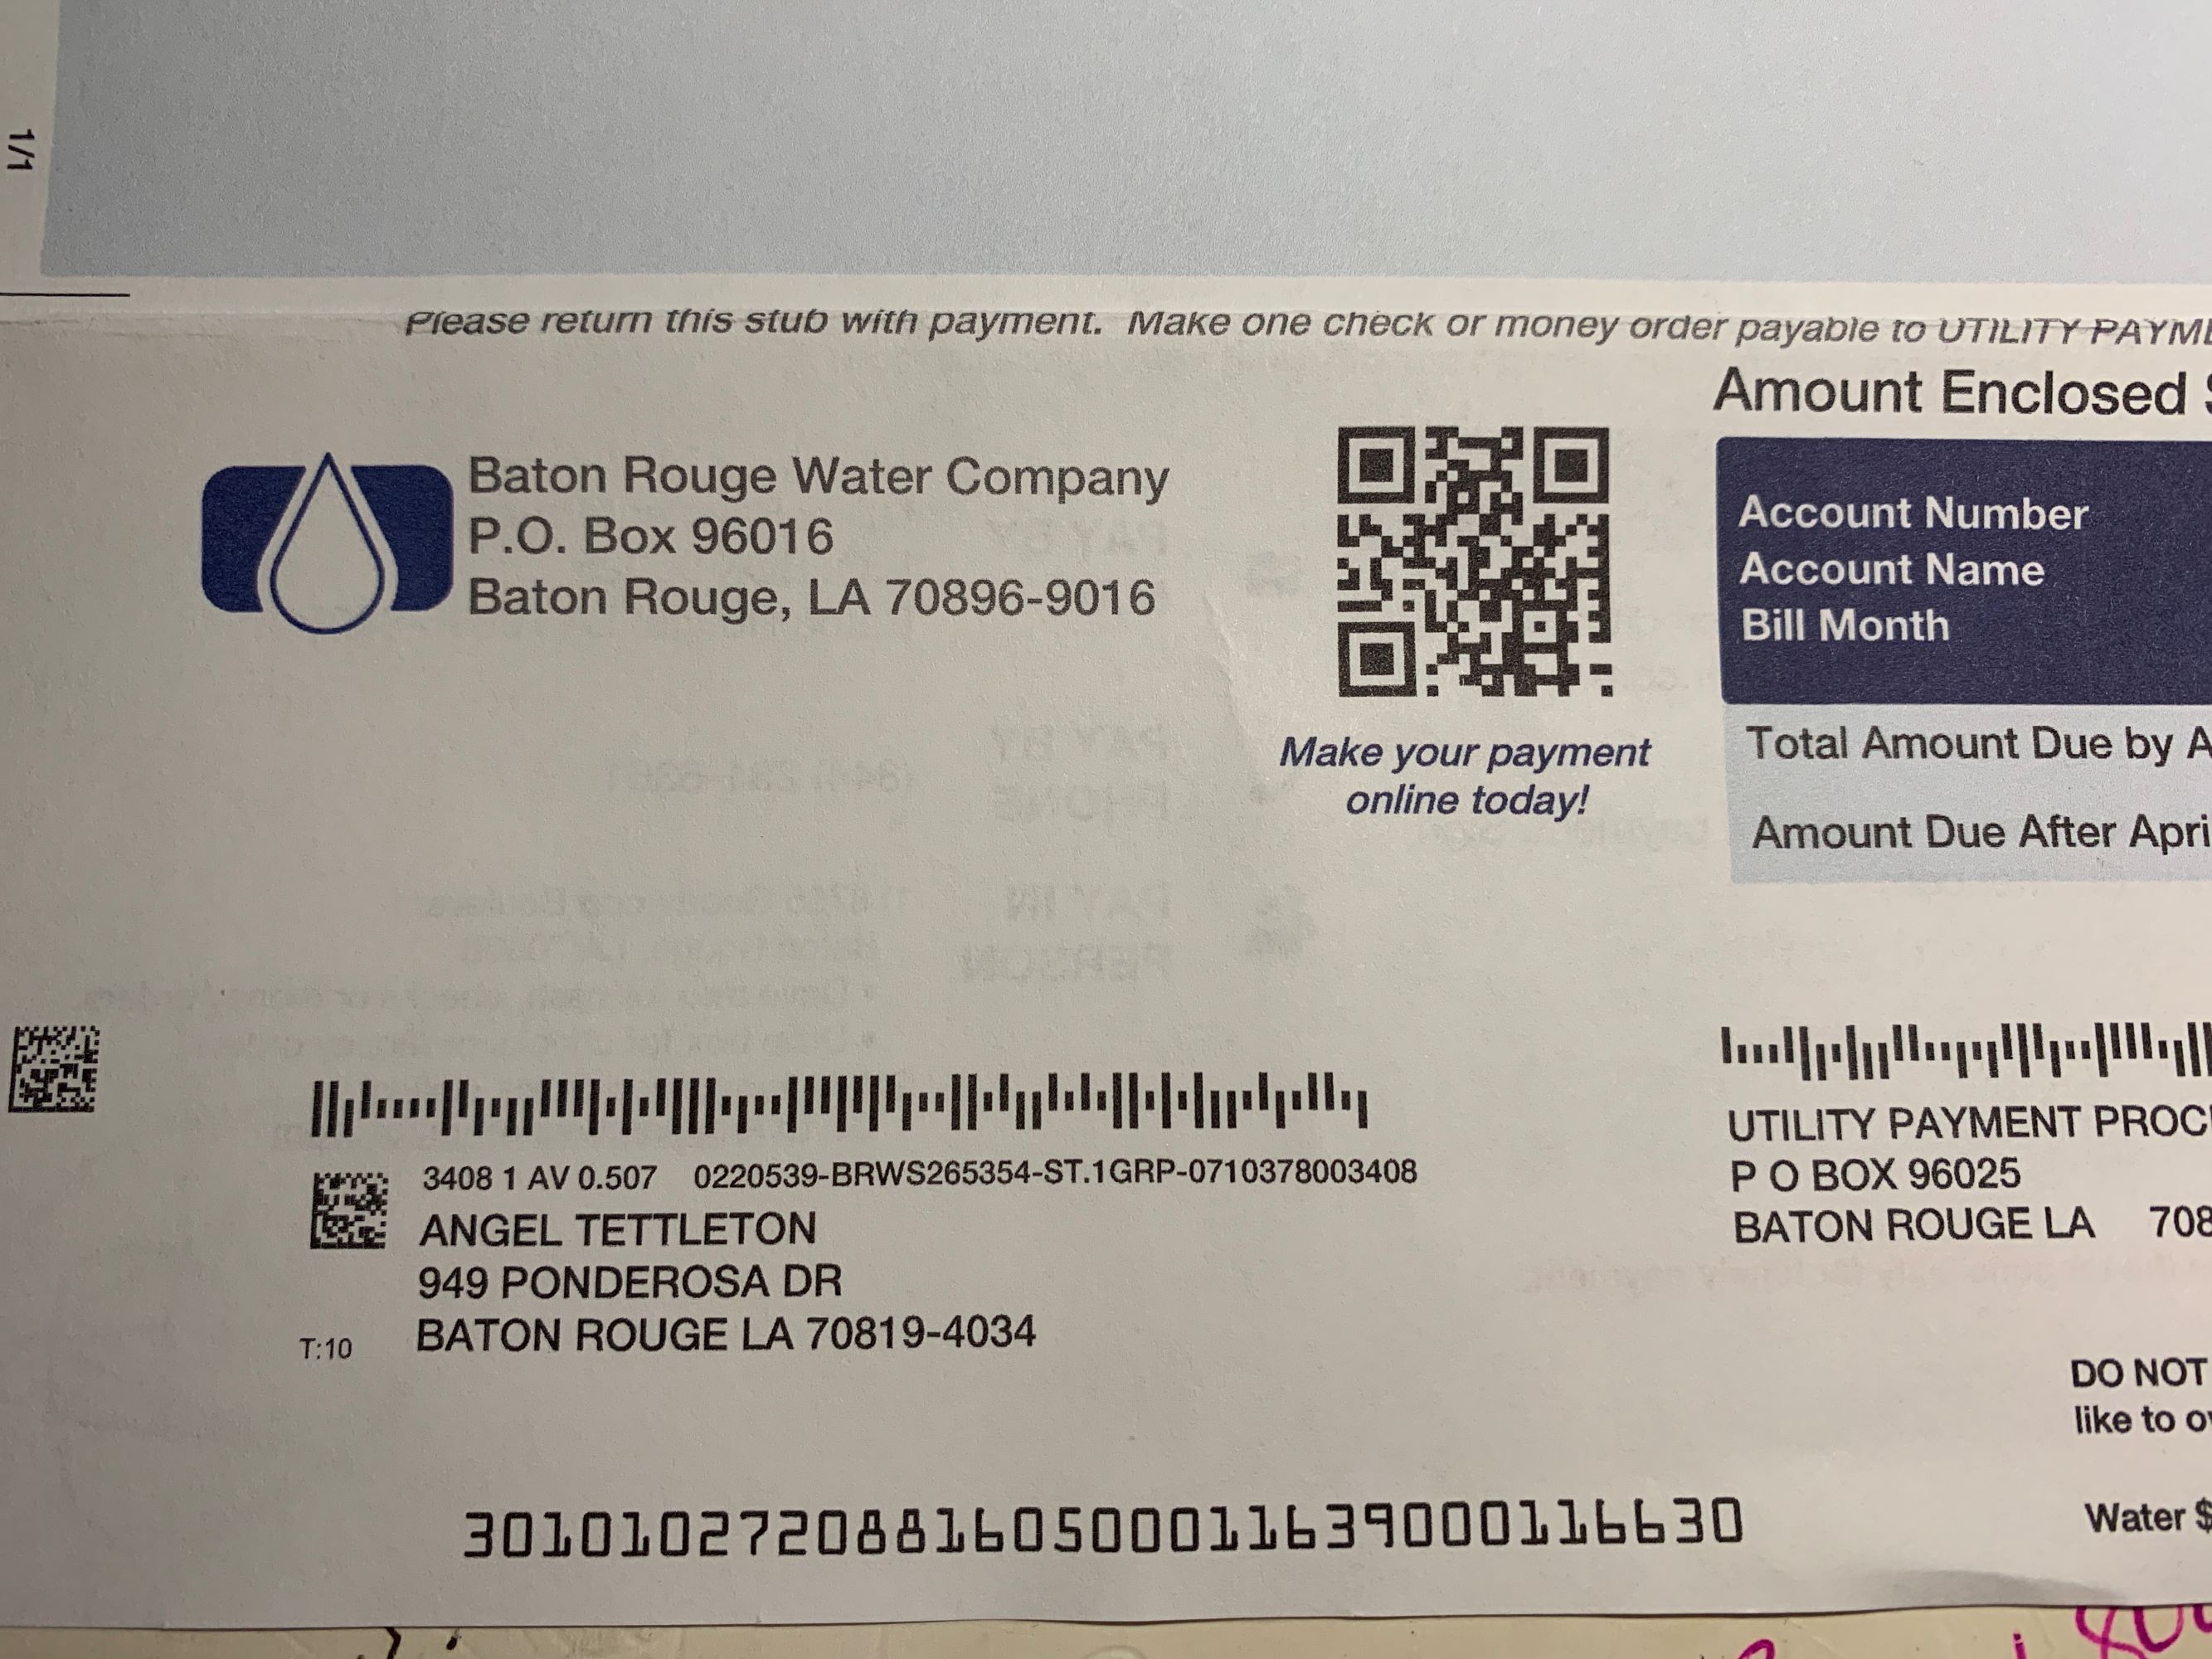 Please return this stub with payment. Make one check or money order payable to UTILITY PAYME
Baton Rouge Water Company
P.O. Box 96016
Baton Rouge, LA 70896-9016
Make your payment
online today!
Amount Enclosed $
Account Number
Account Name
Bill Month
Total Amount Due by A
Amount Due After Apri
3408 1 AV 0.507 0220539-BRWS265354-ST.1GRP-0710378003408
ANGEL TETTLETON
949 PONDEROSA DR
BATON ROUGE LA 70819-4034
T:10
UTILITY PAYMENT PROC
P O BOX 96025
BATON ROUGE LA 708
DO NOT
like to ov
Water $
301010272088160500011639000116630
1/1